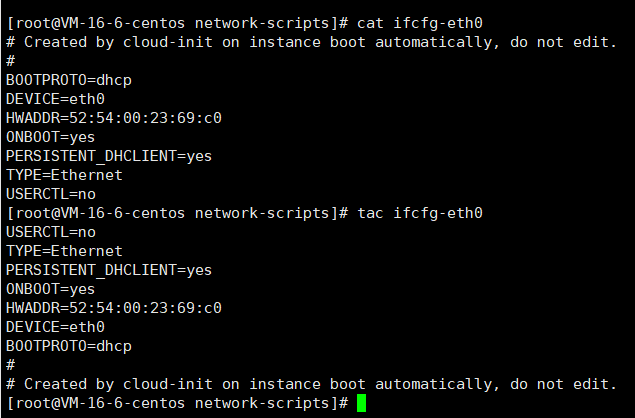 [root@VM-16-6-centos network-scripts]# cat ifcfg-eth0
# Created by cloud-init on instance boot automatically, do not edit.
#
BOOTPROTO=dhcp
DEVICE=eth0
HWADDR=52:54:00:23:69:c0
ONBOOT=yes
PERSISTENT_DHCLIENT=yes
TYPE=Ethernet
USERCTL=no
[root@VM-16-6-centos network-scripts]# tac ifcfg-eth0
USERCTL=no
TYPE=Ethernet
PERSISTENT_DHCLIENT=yes
ONBOOT=yes
HWADDR=52:54:00:23:69:c0
DEVICE=eth0
BOOTPROTO=dhcp
#
# Created by cloud-init on instance boot automatically, do not edit.
[root@VM-16-6-centos network-scripts]#